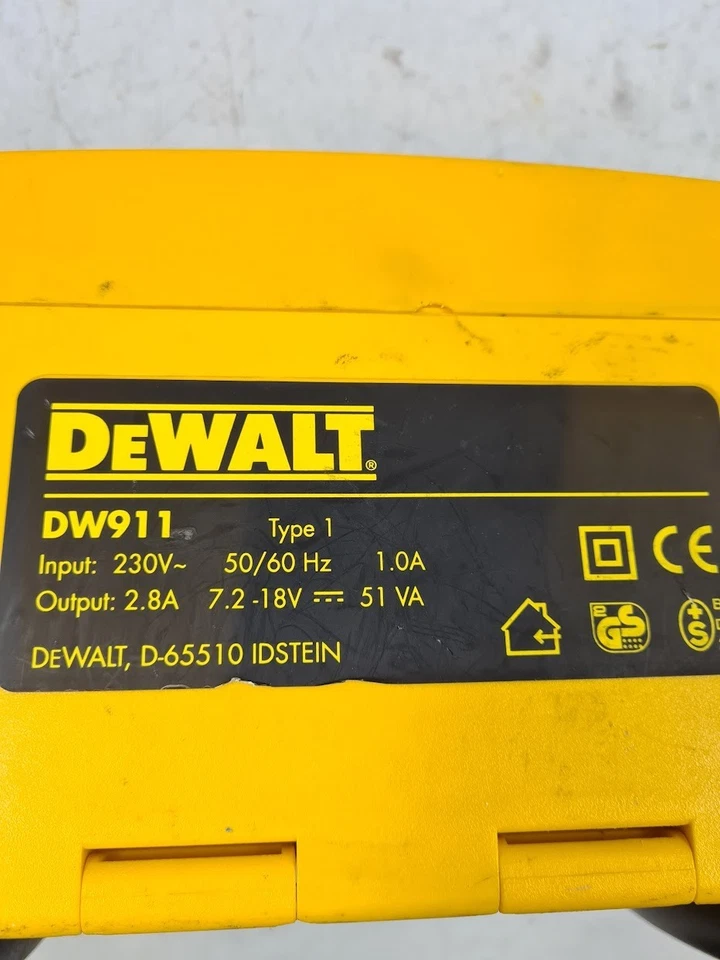 DEWALT®
DW911 Type 1
Input: 230V~ 50/60 Hz 1.0A
Output: 2.8A 7.2 -18V ⎓ 51 VA
DEWALT, D-65510 IDSTEIN
CE
GS
+S